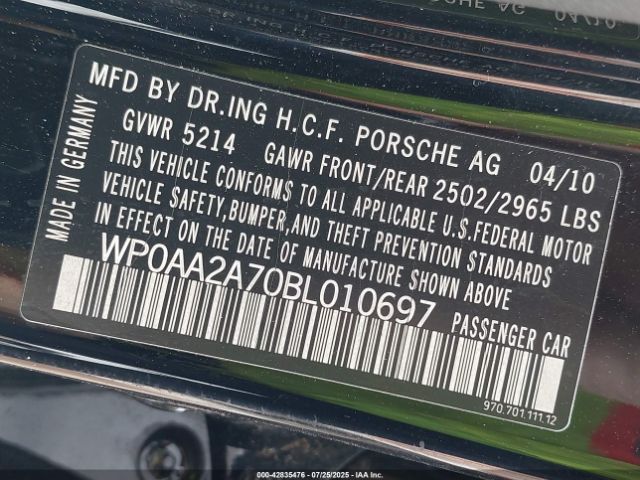 MFD BY DR.ING H.C.F. PORSCHE AG 04/10
GVWR 5214 GAWR FRONT/REAR 2502/2965 LBS
THIS VEHICLE CONFORMS TO ALL APPLICABLE U.S.FEDERAL MOTOR
VEHICLE SAFETY,BUMPER,AND THEFT PREVENTION STANDARDS
IN EFFECT ON THE DATE OF MANUFACTURE SHOWN ABOVE
WP0AA2A70BL010697
PASSENGER CAR
970.701.111.12
MADE IN GERMANY
000-42835476 - 07/25/2025 - IAAI.CA